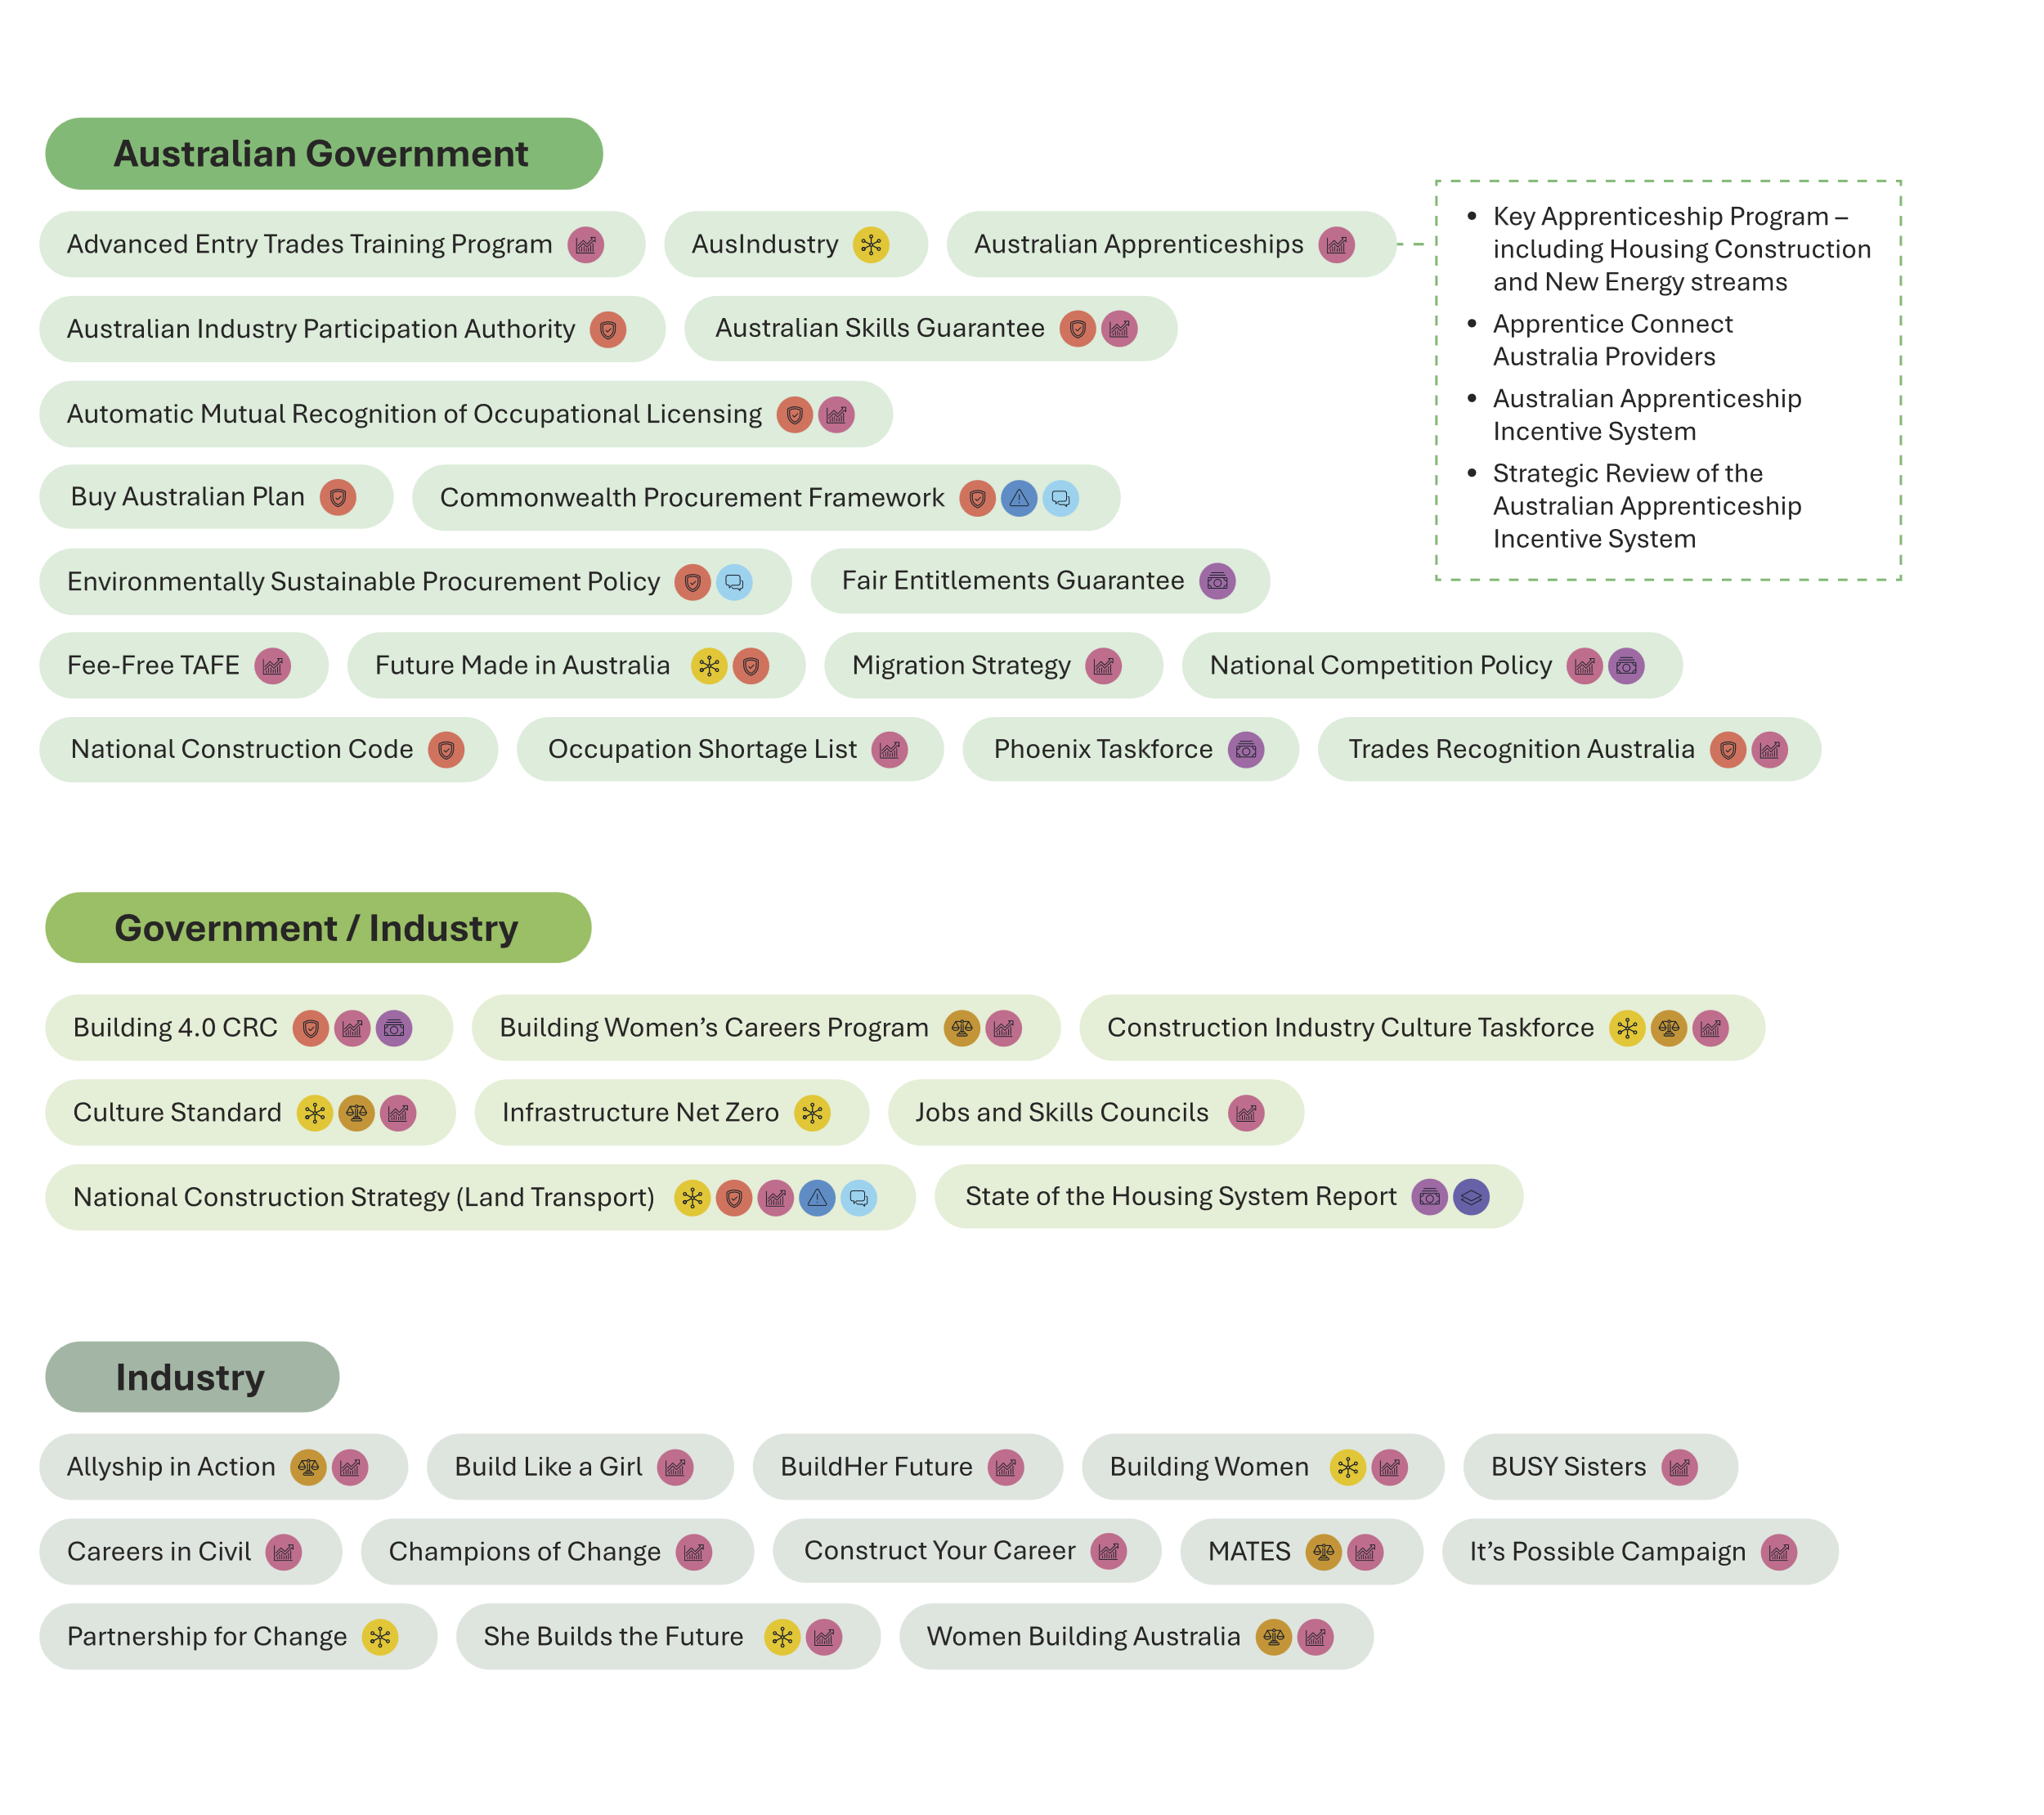 Australian Government
Advanced Entry Trades Training Program
AusIndustry
Australian Apprenticeships
• Key Apprenticeship Program –
including Housing Construction
and New Energy streams
• Apprentice Connect
Australia Providers
• Australian Apprenticeship
Incentive System
• Strategic Review of the
Australian Apprenticeship
Incentive System
Australian Industry Participation Authority
Australian Skills Guarantee
Automatic Mutual Recognition of Occupational Licensing
Buy Australian Plan
Commonwealth Procurement Framework
Environmentally Sustainable Procurement Policy
Fair Entitlements Guarantee
Fee-Free TAFE
Future Made in Australia
Migration Strategy
National Competition Policy
National Construction Code
Occupation Shortage List
Phoenix Taskforce
Trades Recognition Australia
Government / Industry
Building 4.0 CRC
Building Women’s Careers Program
Construction Industry Culture Taskforce
Culture Standard
Infrastructure Net Zero
Jobs and Skills Councils
National Construction Strategy (Land Transport)
State of the Housing System Report
Industry
Allyship in Action
Build Like a Girl
BuildHer Future
Building Women
BUSY Sisters
Careers in Civil
Champions of Change
Construct Your Career
MATES
It’s Possible Campaign
Partnership for Change
She Builds the Future
Women Building Australia